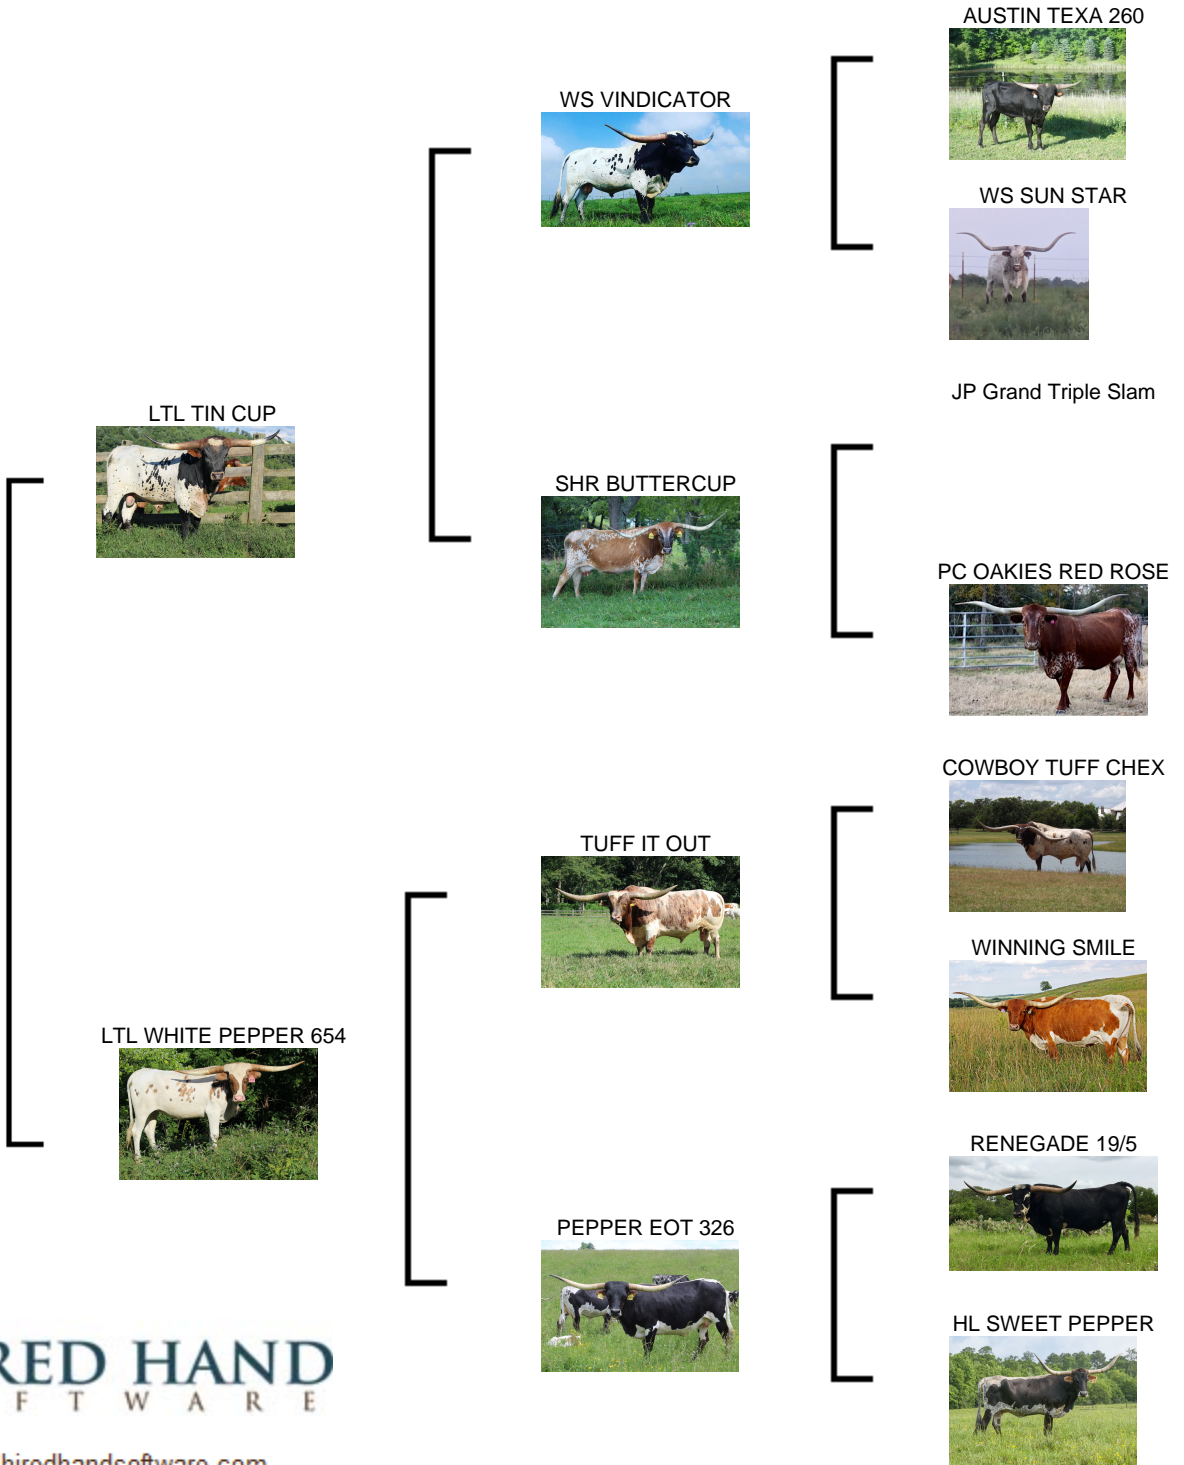 AUSTIN TEXA 260
WS VINDICATOR
WS SUN STAR
JP Grand Triple Slam
LTL TIN CUP
SHR BUTTERCUP
PC OAKIES RED ROSE
COWBOY TUFF CHEX
TUFF IT OUT
WINNING SMILE
LTL WHITE PEPPER 654
RENEGADE 19/5
PEPPER EOT 326
HL SWEET PEPPER
RED HAND
F T W A R E
hiredhandsoftware.com